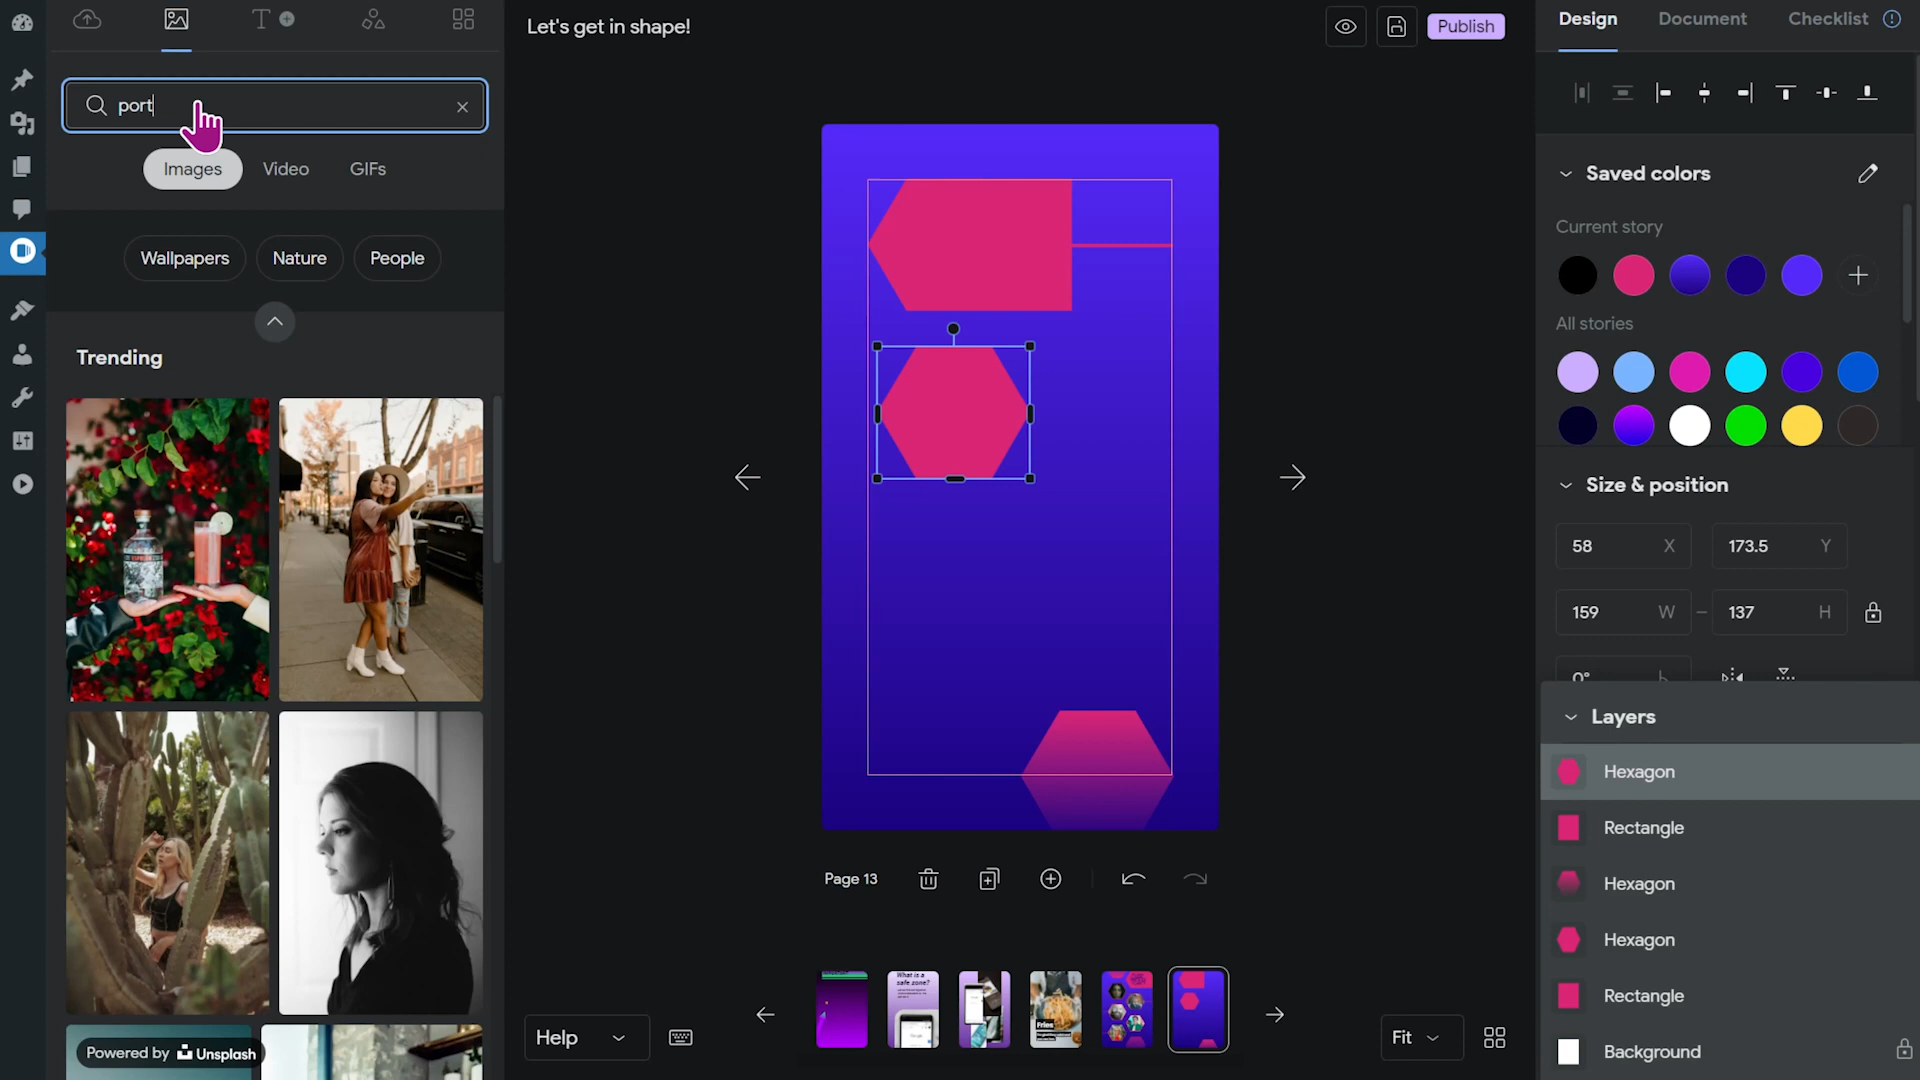 Let's get in shape!
Publish
Design
Document
Checklist
port
Images
Video
GIFs
Wallpapers
Nature
People
Trending
Powered by Unsplash
Saved colors
Current story
All stories
Size & position
58 X
173.5 Y
159 W
137 H
0°
Layers
Hexagon
Rectangle
Hexagon
Hexagon
Rectangle
Background
Page 13
What is a
safe zone?
Fries
Help
Fit